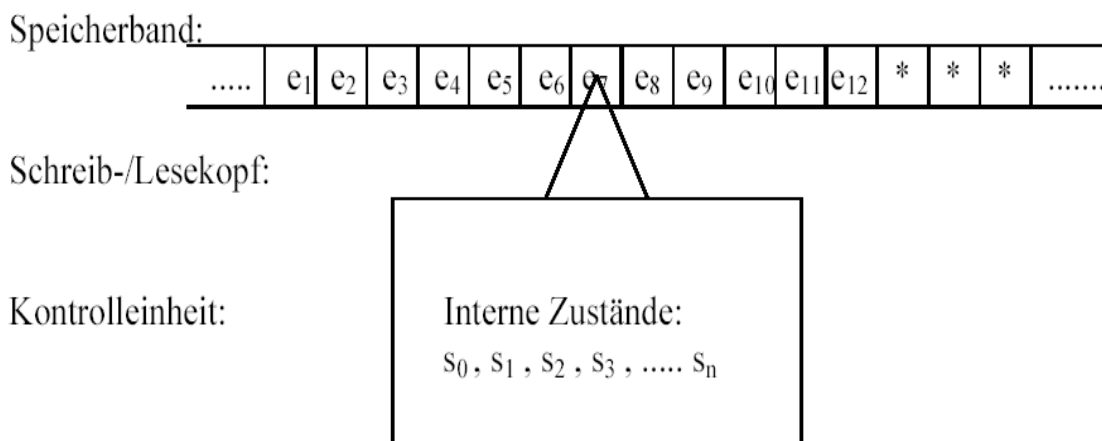 Speicherband:
..... e₁ e₂ e₃ e₄ e₅ e₆ e₇ e₈ e₉ e₁₀ e₁₁ e₁₂ * * * .......
Schreib-/Lesekopf:
Kontrolleinheit: Interne Zustände:
s₀ , s₁ , s₂ , s₃ , ..... sₙ